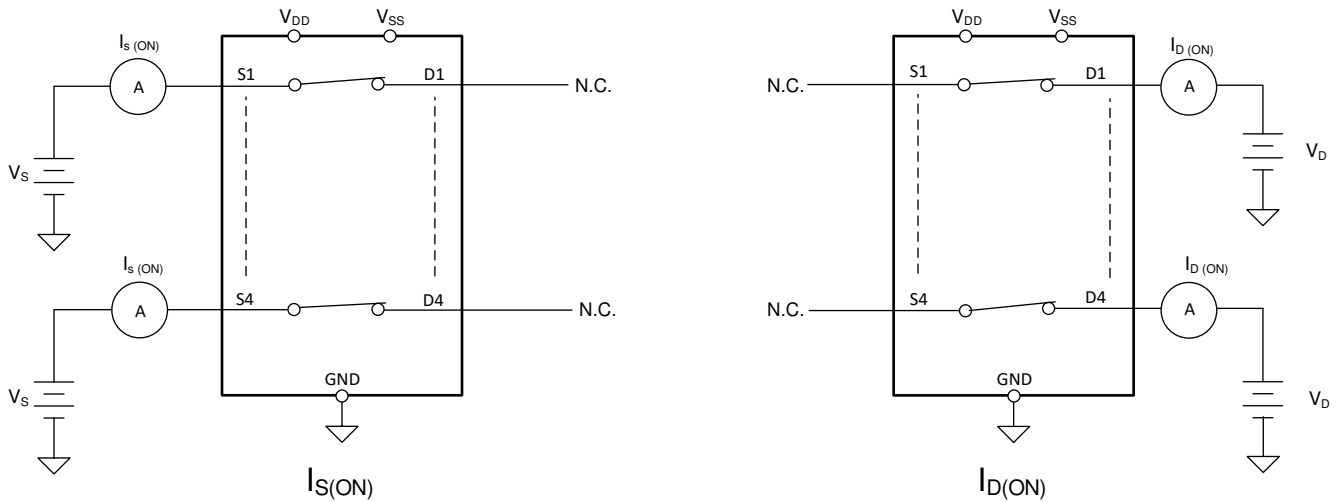 VDD VSS
Is (ON)
A
S1 D1
N.C.
VS
Is (ON)
A
S4 D4
N.C.
VS
GND
IS(ON)
VDD VSS
ID (ON)
N.C.
S1 D1
A
VD
ID (ON)
N.C.
S4 D4
A
VD
GND
ID(ON)